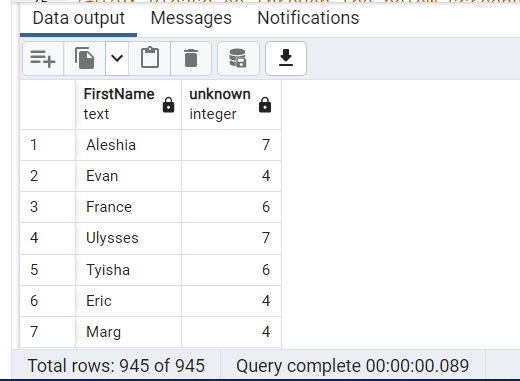 Data output Messages Notifications
FirstName unknown
text integer
1 Aleshia 7
2 Evan 4
3 France 6
4 Ulysses 7
5 Tyisha 6
6 Eric 4
7 Marg 4
Total rows: 945 of 945 Query complete 00:00:00.089